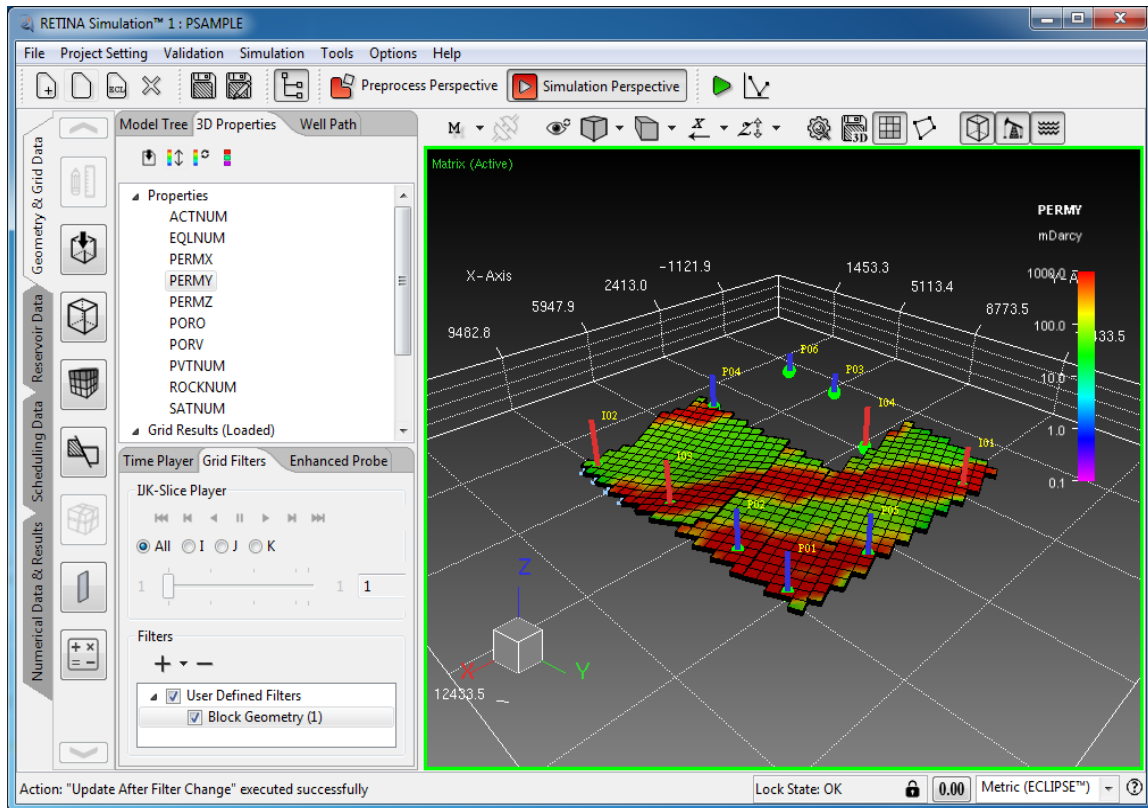 RETINA Simulation™ 1 : PSAMPLE
File Project Setting Validation Simulation Tools Options Help
ECL Preprocess Perspective Simulation Perspective
Geometry & Grid Data
Reservoir Data
Scheduling Data
Numerical Data & Results
Model Tree 3D Properties Well Path
Properties
ACTNUM
EQLNUM
PERMX
PERMY
PERMZ
PORO
PORV
PVTNUM
ROCKNUM
SATNUM
Grid Results (Loaded)
Time Player Grid Filters Enhanced Probe
IJK-Slice Player
All I J K
1 1 1
Filters
User Defined Filters
Block Geometry (1)
M X Z 3D
Matrix (Active)
PERMY
mDarcy
1000.0
100.0
10.0
1.0
0.1
X-Axis
-1121.9
2413.0
5947.9
9482.8
1453.3
5113.4
8773.5
433.5
12433.5
P06
P04
P03
I02
I04
I03
I01
P02
P05
P01
Z
X
Y
Action: "Update After Filter Change" executed successfully
Lock State: OK 0.00 Metric (ECLIPSE™)